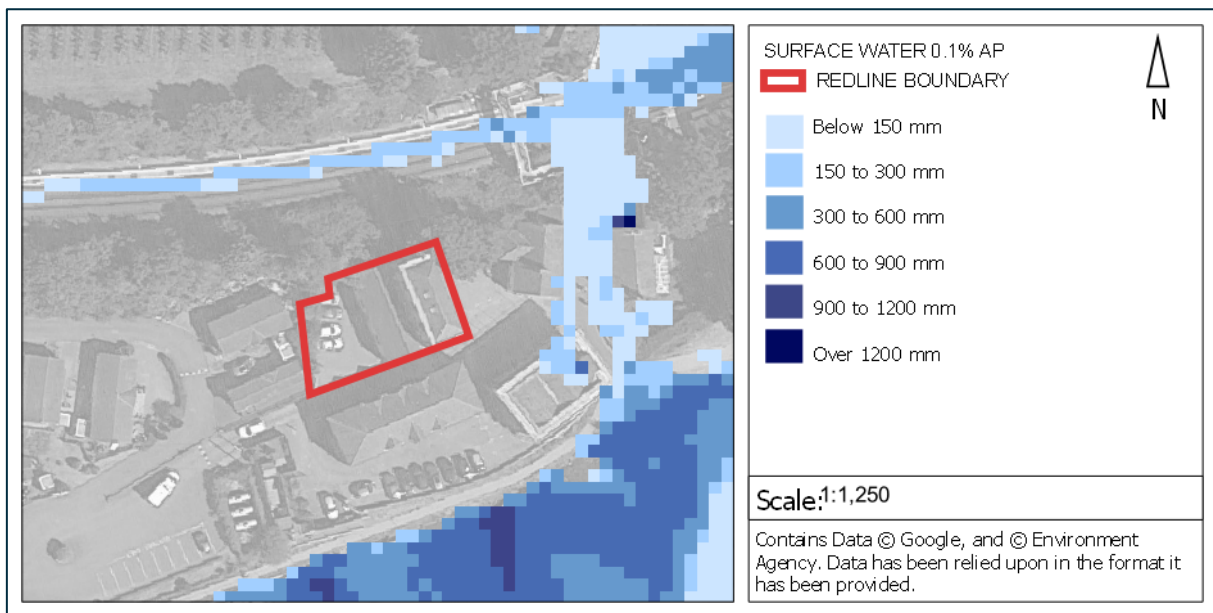 SURFACE WATER 0.1% AP
REDLINE BOUNDARY
N
Below 150 mm
150 to 300 mm
300 to 600 mm
600 to 900 mm
900 to 1200 mm
Over 1200 mm
Scale:1:1,250
Contains Data © Google, and © Environment
Agency. Data has been relied upon in the format it
has been provided.